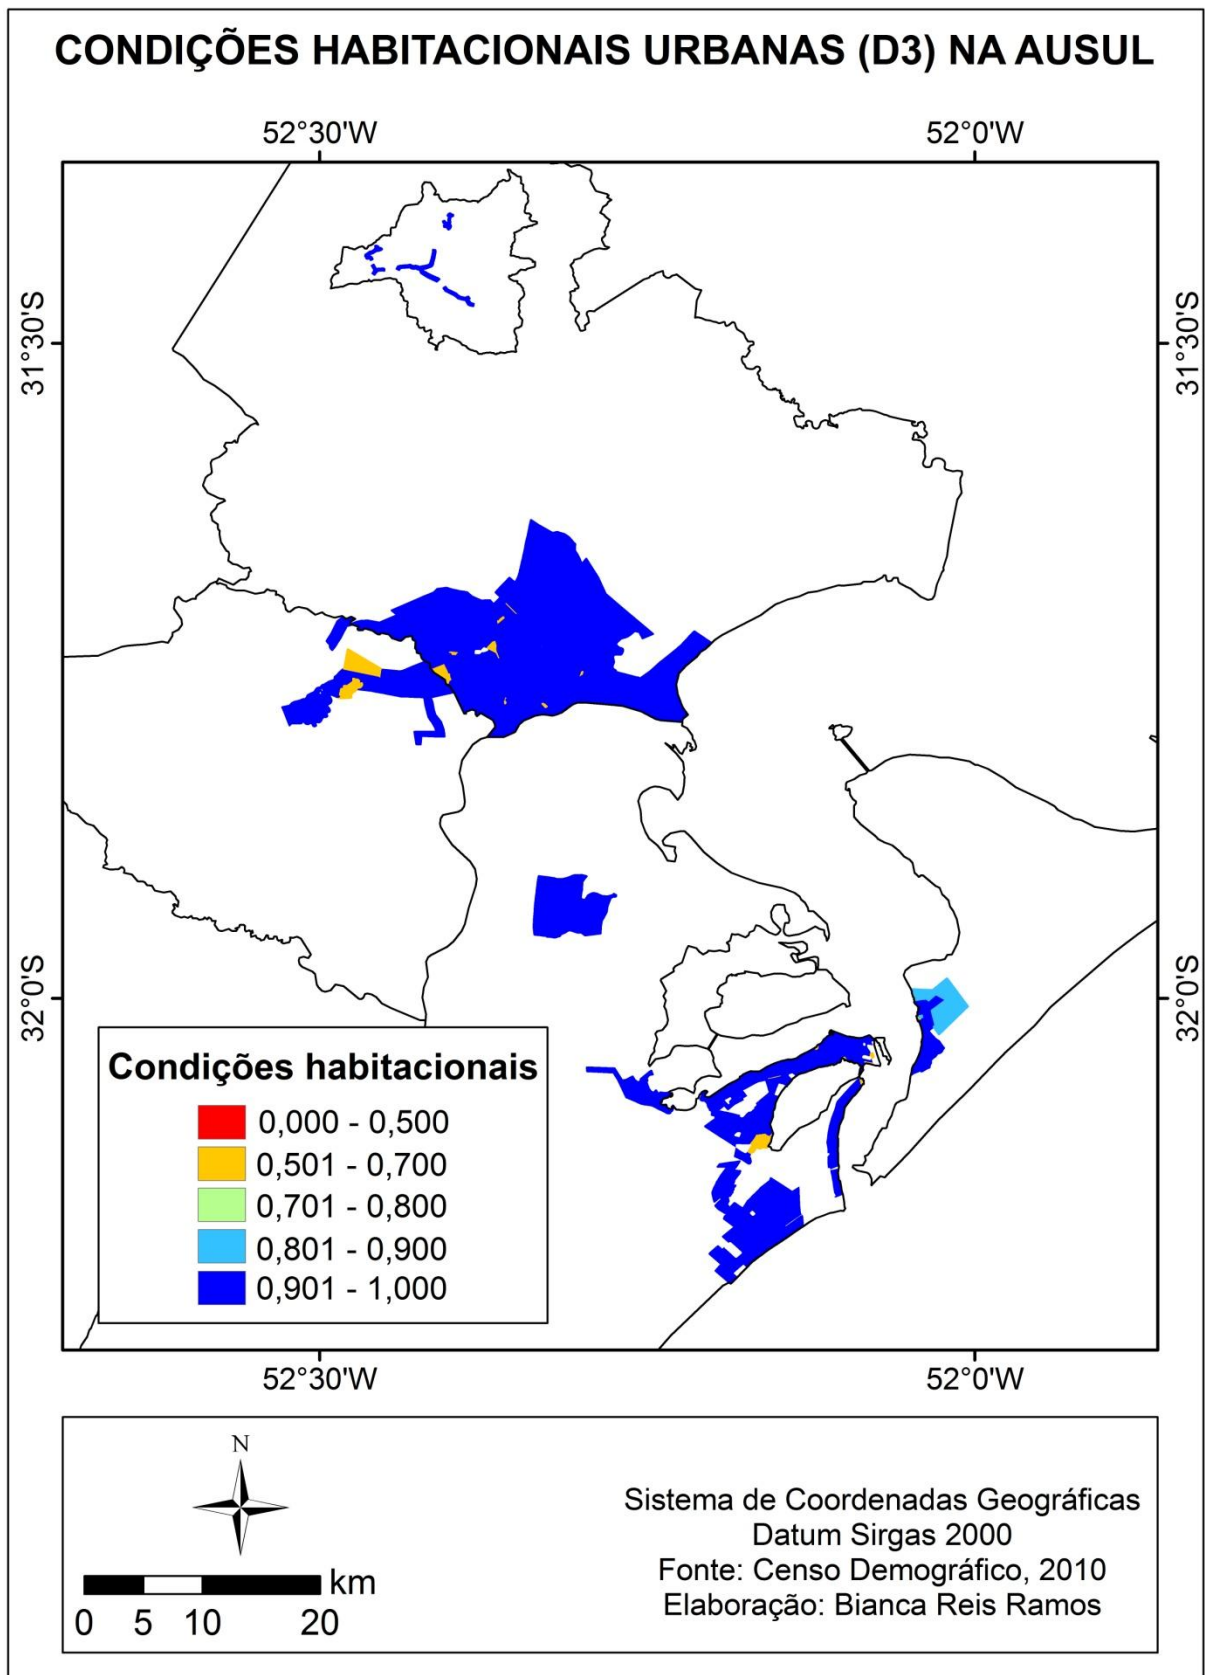 CONDIÇÕES HABITACIONAIS URBANAS (D3) NA AUSUL
52°30'W 52°0'W
31°30'S 31°30'S
32°0'S 32°0'S
Condições habitacionais
0,000 - 0,500
0,501 - 0,700
0,701 - 0,800
0,801 - 0,900
0,901 - 1,000
52°30'W 52°0'W
N
km
0 5 10 20
Sistema de Coordenadas Geográficas
Datum Sirgas 2000
Fonte: Censo Demográfico, 2010
Elaboração: Bianca Reis Ramos